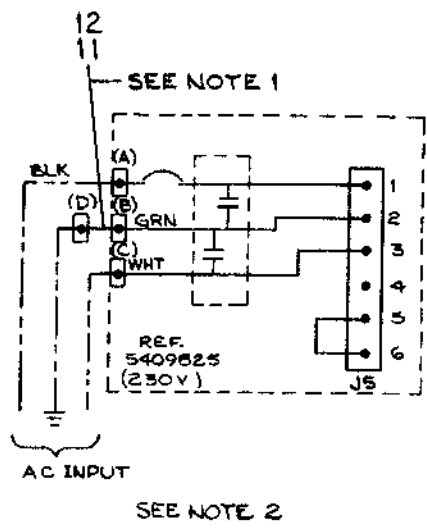 12
11
SEE NOTE 1
BLK
(A)
1
(D)
(B)
GRN
2
(C)
WHT
3
4
5
6
REF.
5409825
(230V)
J5
AC INPUT
SEE NOTE 2